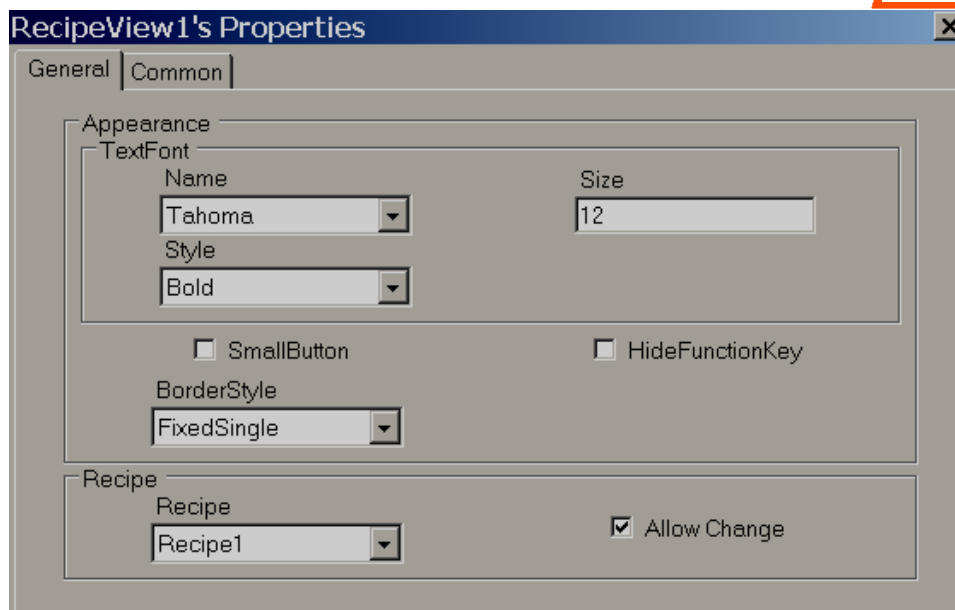 RecipeView1's Properties
General Common
Appearance
TextFont
Name Size
Tahoma 12
Style
Bold
SmallButton HideFunctionKey
BorderStyle
FixedSingle
Recipe
Recipe
Recipe1 Allow Change